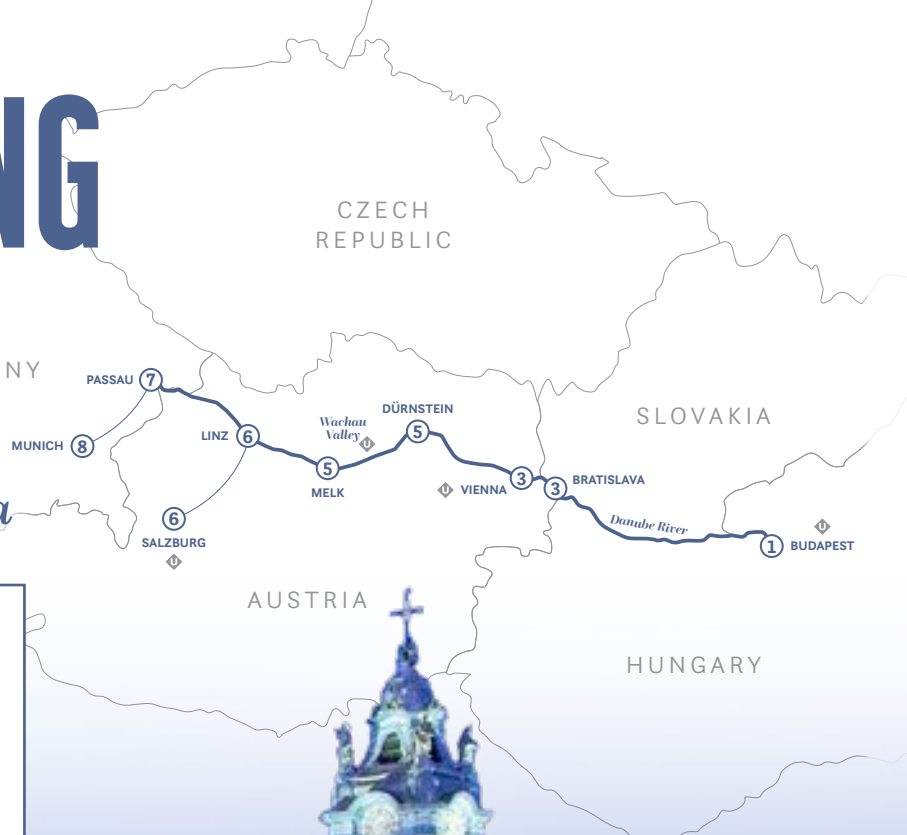 NG
CZECH
REPUBLIC
NY
PASSAU 7
MUNICH 8
LINZ 6
Wachau
Valley U
DÜRNSTEIN
5
5
MELK
SLOVAKIA
U VIENNA 3
3 BRATISLAVA
a
6
SALZBURG
U
Danube River
U
1 BUDAPEST
AUSTRIA
HUNGARY